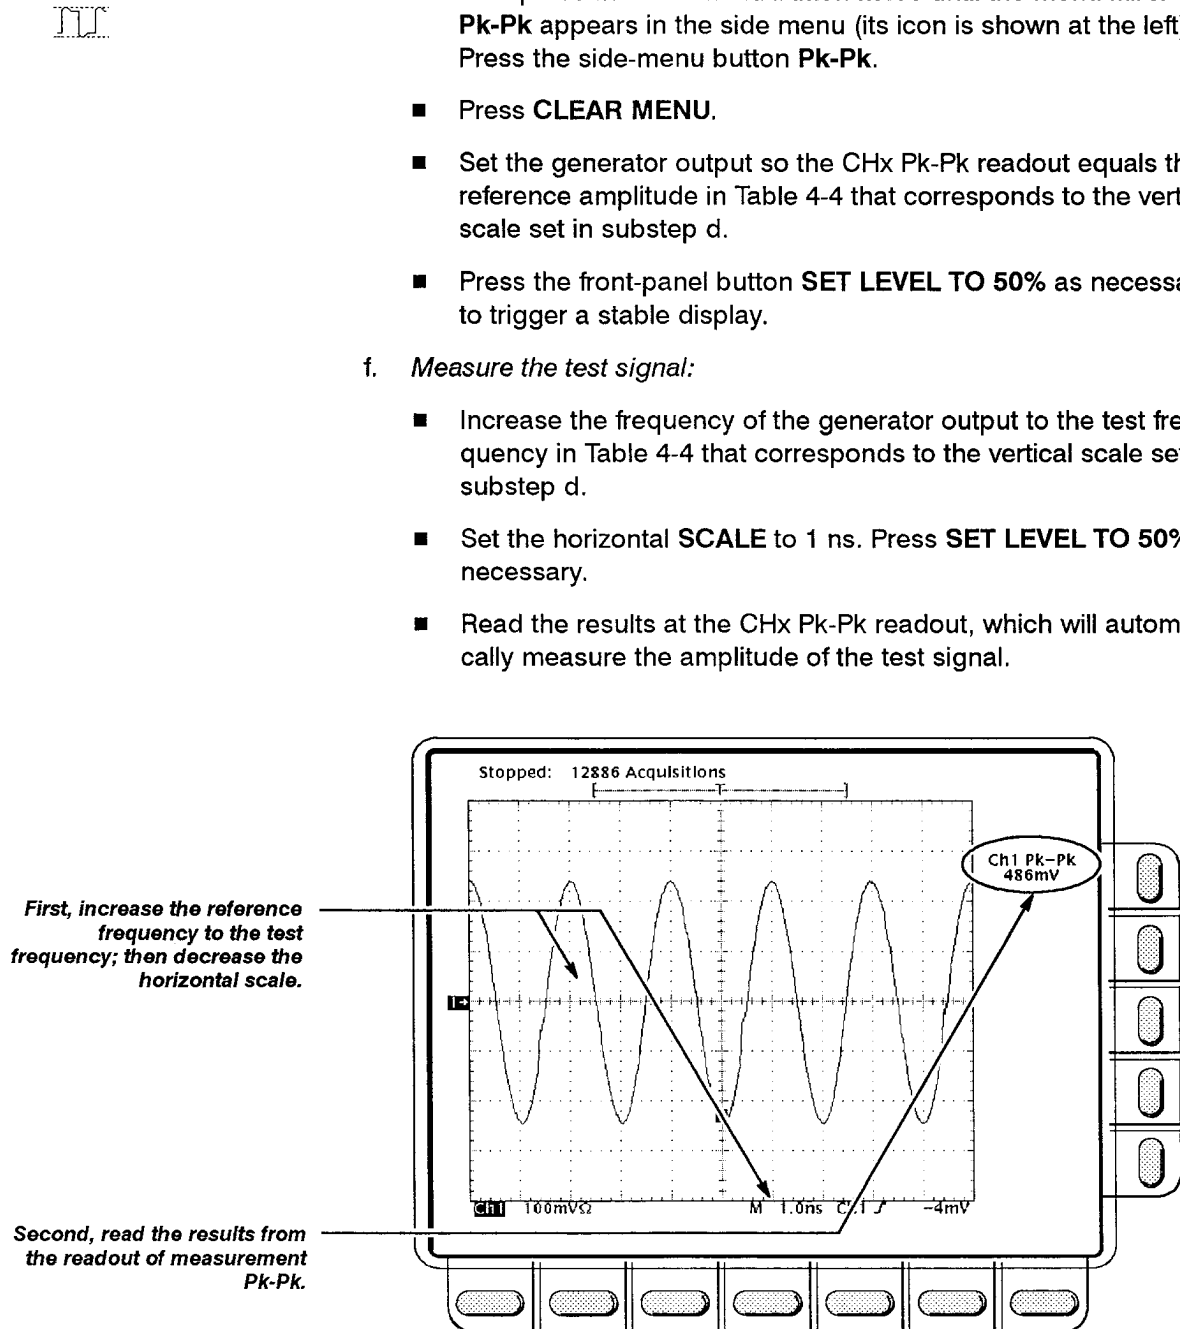 Pk-Pk appears in the side menu (its icon is shown at the left)
Press the side-menu button Pk-Pk.
■ Press CLEAR MENU.
■ Set the generator output so the CHx Pk-Pk readout equals th
reference amplitude in Table 4-4 that corresponds to the vert
scale set in substep d.
■ Press the front-panel button SET LEVEL TO 50% as necessa
to trigger a stable display.
f. Measure the test signal:
■ Increase the frequency of the generator output to the test fre
quency in Table 4-4 that corresponds to the vertical scale se
substep d.
■ Set the horizontal SCALE to 1 ns. Press SET LEVEL TO 50%
necessary.
■ Read the results at the CHx Pk-Pk readout, which will autom
cally measure the amplitude of the test signal.
Stopped: 12886 Acquisitions
T
Ch1 Pk-Pk
486mV
First, increase the reference
frequency to the test
frequency; then decrease the
horizontal scale.
1
Ch1 100mVΩ M 1.0ns -4mV
Second, read the results from
the readout of measurement
Pk-Pk.